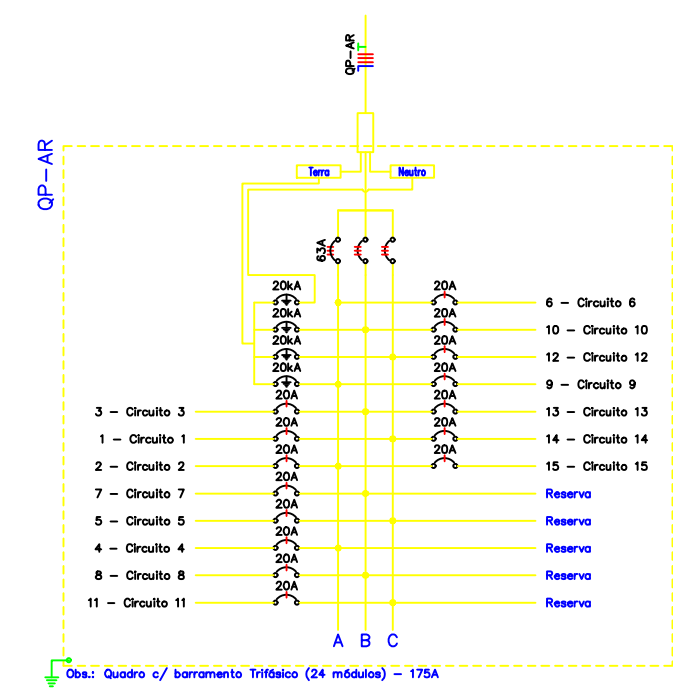 QP-AR
QP-AR
Terra
Neutro
63A
20kA 20A
6 - Circuito 6
20kA 20A
10 - Circuito 10
20kA 20A
12 - Circuito 12
20kA 20A
9 - Circuito 9
20A 20A
3 - Circuito 3 13 - Circuito 13
20A 20A
1 - Circuito 1 14 - Circuito 14
20A 20A
2 - Circuito 2 15 - Circuito 15
20A
7 - Circuito 7 Reserva
20A
5 - Circuito 5 Reserva
20A
4 - Circuito 4 Reserva
20A
8 - Circuito 8 Reserva
20A
11 - Circuito 11 Reserva
A B C
Obs.: Quadro c/ barramento Trifásico (24 módulos) - 175A